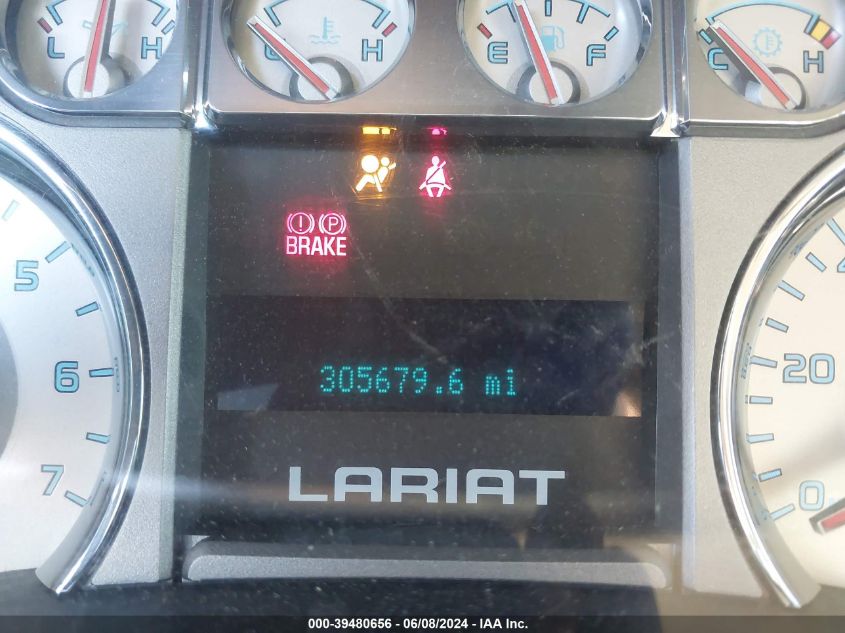 L H
H
E F
C H
BRAKE
P
5
6
7
305679.6 mi
20
0
LARIAT
000-39480656 - 06/08/2024 - IAA Inc.